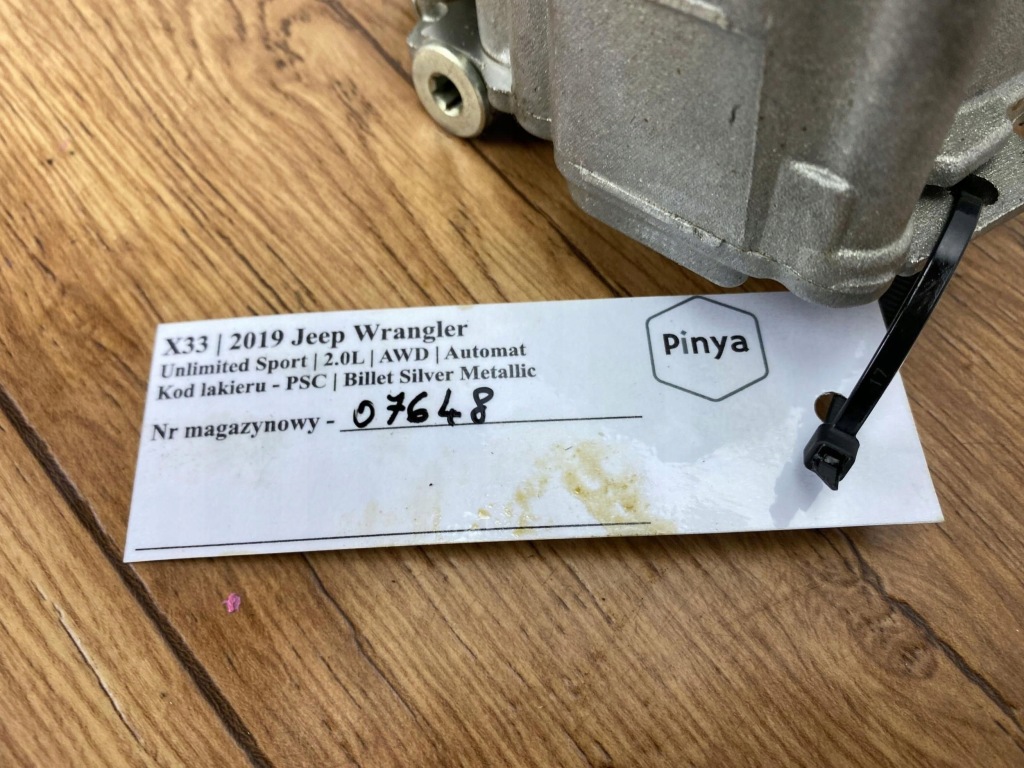 X33 | 2019 Jeep Wrangler
Unlimited Sport | 2.0L | AWD | Automat
Kod lakieru - PSC | Billet Silver Metallic
Nr magazynowy - 07648
Pinya